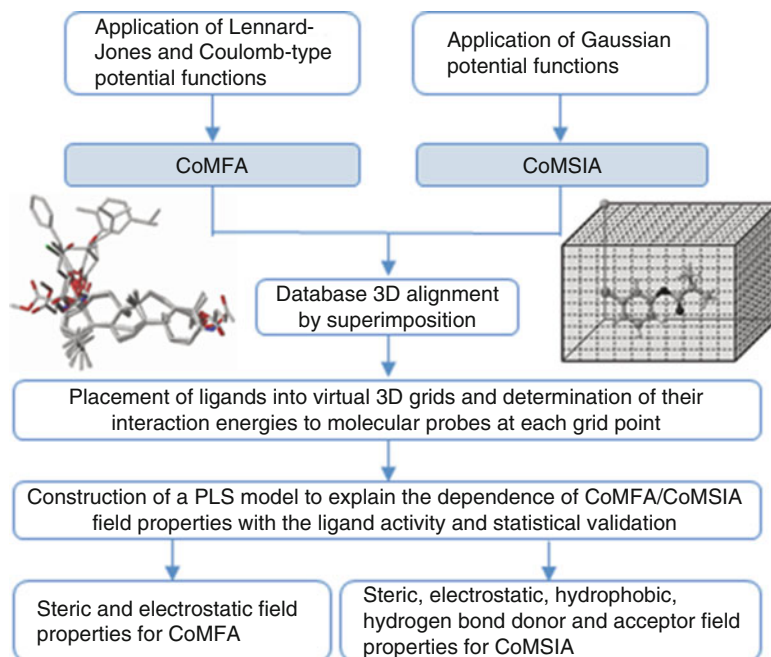 Application of Lennard-
Jones and Coulomb-type
potential functions
Application of Gaussian
potential functions
CoMFA
CoMSIA
Database 3D alignment
by superimposition
Placement of ligands into virtual 3D grids and determination of their
interaction energies to molecular probes at each grid point
Construction of a PLS model to explain the dependence of CoMFA/CoMSIA
field properties with the ligand activity and statistical validation
Steric and electrostatic field
properties for CoMFA
Steric, electrostatic, hydrophobic,
hydrogen bond donor and acceptor field
properties for CoMSIA